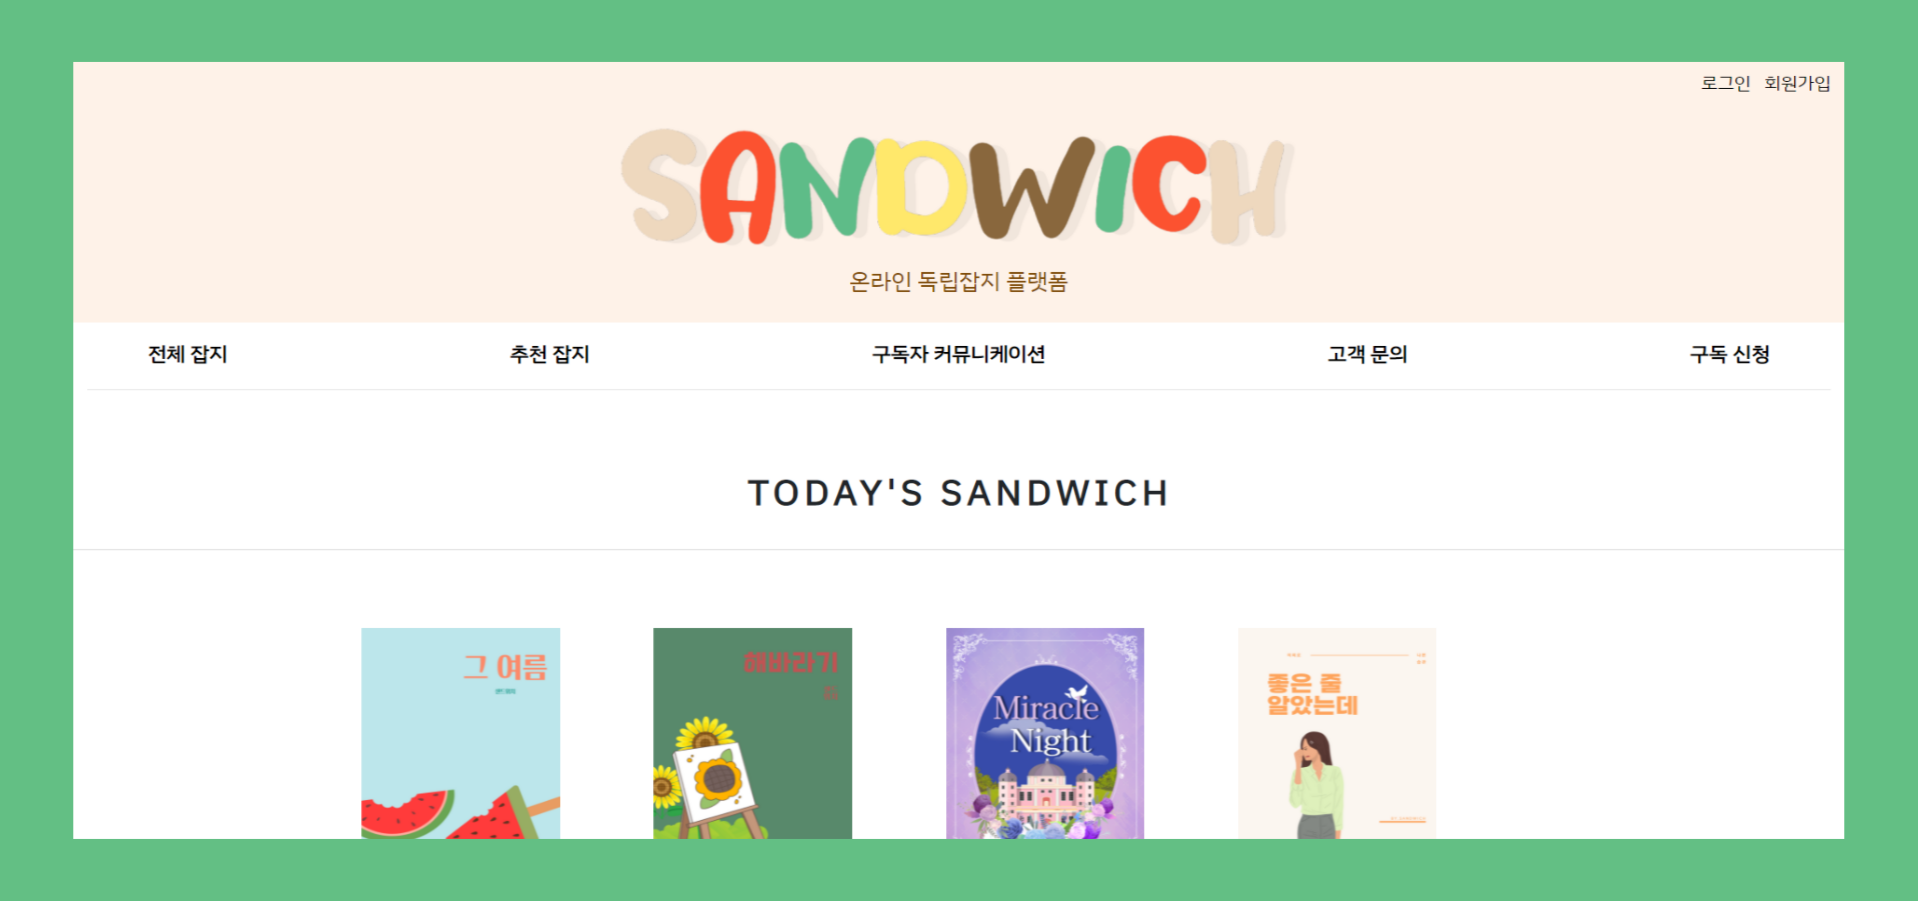 로그인 회원가입
SANDWICH
온라인 독립잡지 플랫폼
전체 잡지 추천 잡지 구독자 커뮤니케이션 고객 문의 구독 신청
TODAY'S SANDWICH
그 여름
해바라기
Miracle
Night
좋은 줄
알았는데